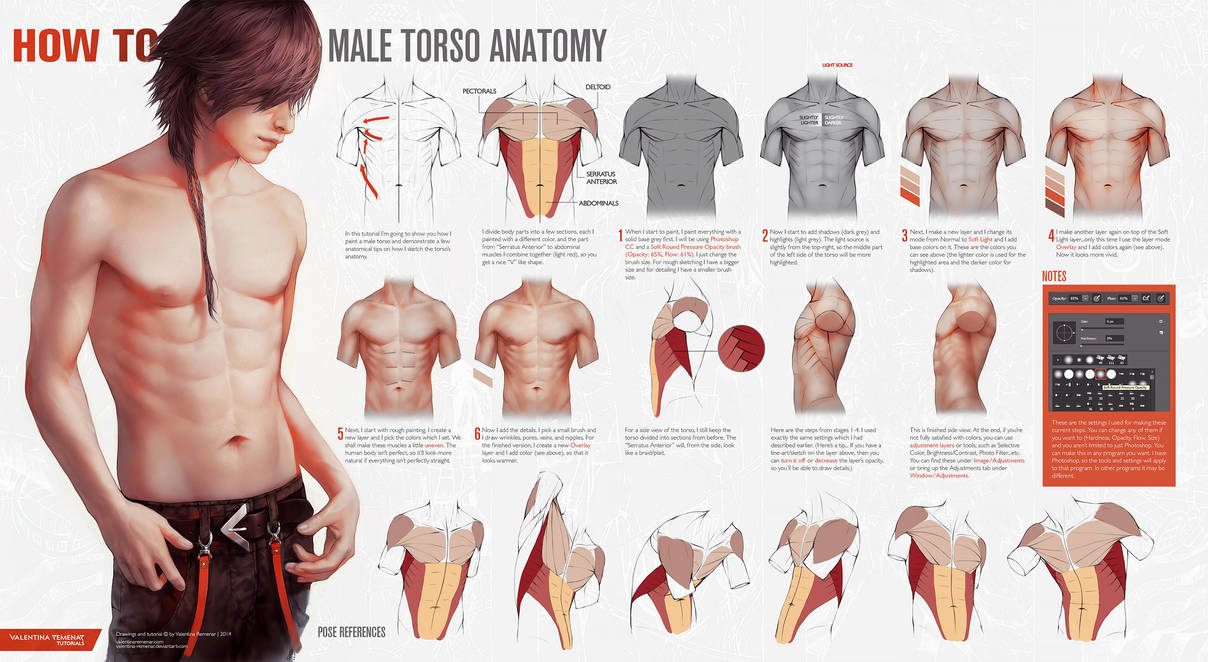 HOW TO
MALE TORSO ANATOMY
PECTORALS
DELTOID
SERRATUS
ANTERIOR
ABDOMINALS
LIGHT SOURCE
SLIGHTLY
LIGHTER
SLIGHTLY
DARKER
In this tutorial I'm going to show you how I
paint a male torso and demonstrate a few
anatomical tips on how I sketch the torso's
anatomy.
I divide body parts into a few sections, each I
painted with a different color, and the part
from "Serratus Anterior" to abdominal
muscles I combine together (light red), so you
get a nice "V" like shape.
1 When I start to paint, I paint everything with a
solid base grey first. I will be using Photoshop
CC and a Soft Round Pressure Opacity brush
(Opacity: 65%, Flow: 61%). I just change the
brush size. For rough sketching I have a bigger
size and for detailing I have a smaller brush
size.
2 Now I start to add shadows (dark grey) and
highlights (light grey). The light source is
slightly from the top-right, so the middle part
of the left side of the torso will be more
highlighted.
3 Next, I make a new layer and I change its
mode from Normal to Soft Light and I add
base colors on it. These are the colors you
can see above (the lighter color is used for the
highlighted area and the darker color for
shadows).
4 I make another layer again on top of the Soft
Light layer..only this time I use the layer mode
Overlay and I add colors again (see above).
Now it looks more vivid.
NOTES
Opacity: 65%
Flow: 61%
Size:
Hardness:
0%
Soft Round Pressure Opacity
These are the settings I used for making these
current steps. You can change any of them if
you want to (Hardness, Opacity, Flow, Size)
and you aren't limited to just Photoshop. You
can make this in any program you want. I have
Photoshop, so the tools and settings will apply
to that program. In other programs it may be
different.
5 Next, I start with rough painting. I create a
new layer and I pick the colors which I set. We
shall make these muscles a little uneven. The
human body isn't perfect, so it'll look more
natural if everything isn't perfectly straight.
6 Now I add the details. I pick a small brush and
I draw wrinkles, pores, veins, and nipples. For
the finished version, I create a new Overlay
layer and I add color (see above), so that it
looks warmer.
For a side view of the torso, I still keep the
torso divided into sections from before. The
"Serratus Anterior" will, from the side, look
like a braid/plait.
Here are the steps from stages 1-4. I used
exactly the same settings which I had
described earlier. (Here's a tip... If you have a
line-art/sketch on the layer above, then you
can turn it off or decrease the layer's opacity,
so you'll be able to draw details.)
This is finished side view. At the end, if you're
not fully satisfied with colors, you can use
adjustment layers or tools, such as Selective
Color, Brightness/Contrast, Photo Filter...etc.
You can find these under Image/Adjustments
or bring up the Adjustments tab under
Window/Adjustments.
POSE REFERENCES
VALENTINA REMENAR
TUTORIALS
Drawings and tutorial © by Valentina Remenar | 2014
valentinaremenar.com
valentina-remenar.deviantart.com